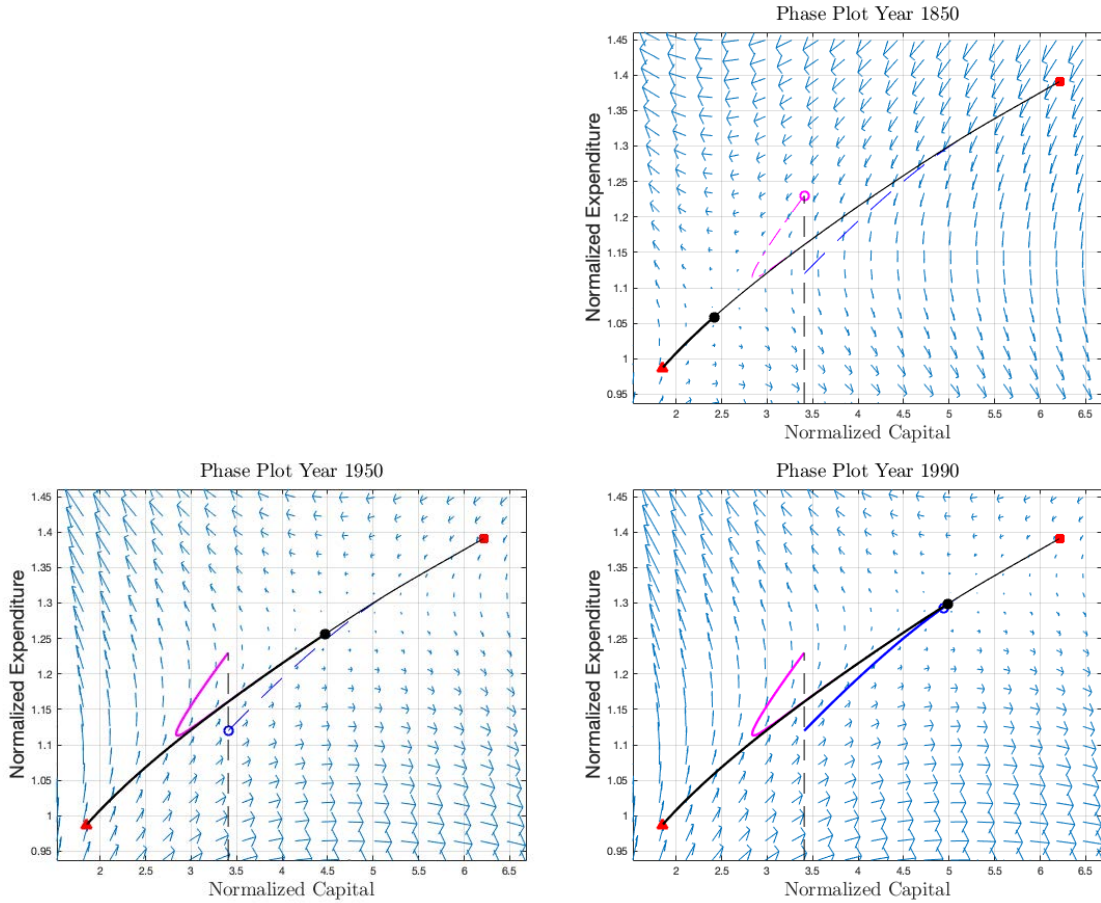 Phase Plot Year 1850
Normalized Expenditure
1.45
1.4
1.35
1.3
1.25
1.2
1.15
1.1
1.05
1
0.95
2 2.5 3 3.5 4 4.5 5 5.5 6 6.5
Normalized Capital
Phase Plot Year 1950
Normalized Expenditure
1.45
1.4
1.35
1.3
1.25
1.2
1.15
1.1
1.05
1
0.95
2 2.5 3 3.5 4 4.5 5 5.5 6 6.5
Normalized Capital
Phase Plot Year 1990
Normalized Expenditure
1.45
1.4
1.35
1.3
1.25
1.2
1.15
1.1
1.05
1
0.95
2 2.5 3 3.5 4 4.5 5 5.5 6 6.5
Normalized Capital